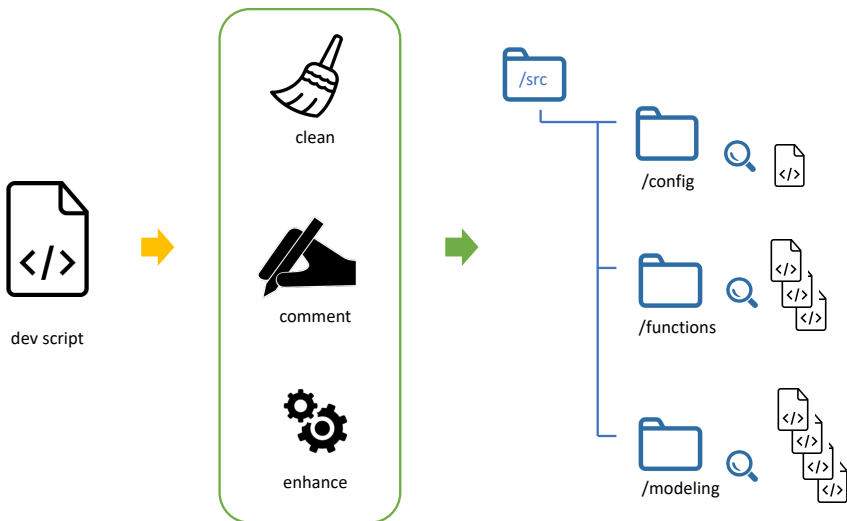 </>
dev script
clean
comment
enhance
/src
/config
</>
/functions
</>
</>
</>
/modeling
</>
</>
</>
</>